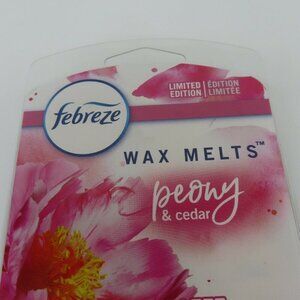 LIMITED EDITION | ÉDITION LIMITÉE
febreze
WAX MELTS™
peony
& cedar